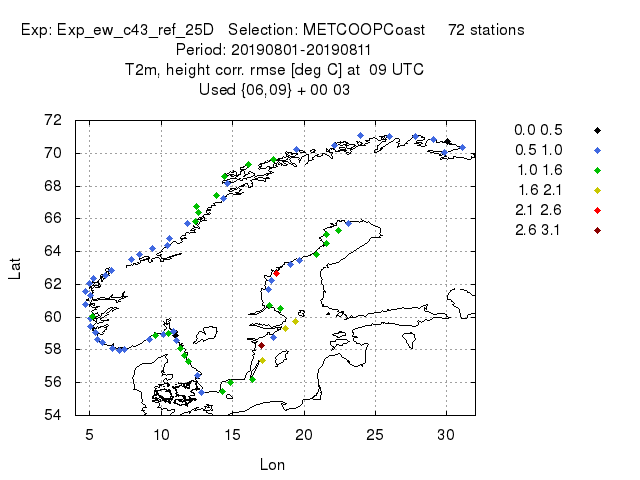 Exp: Exp_ew_c43_ref_25D Selection: METCOOPCoast 72 stations
Period: 20190801-20190811
T2m, height corr. rmse [deg C] at 09 UTC
Used {06,09} + 00 03
72
70
68
66
64
62
60
58
56
54
Lat
5 10 15 20 25 30
Lon
0.0 0.5
0.5 1.0
1.0 1.6
1.6 2.1
2.1 2.6
2.6 3.1